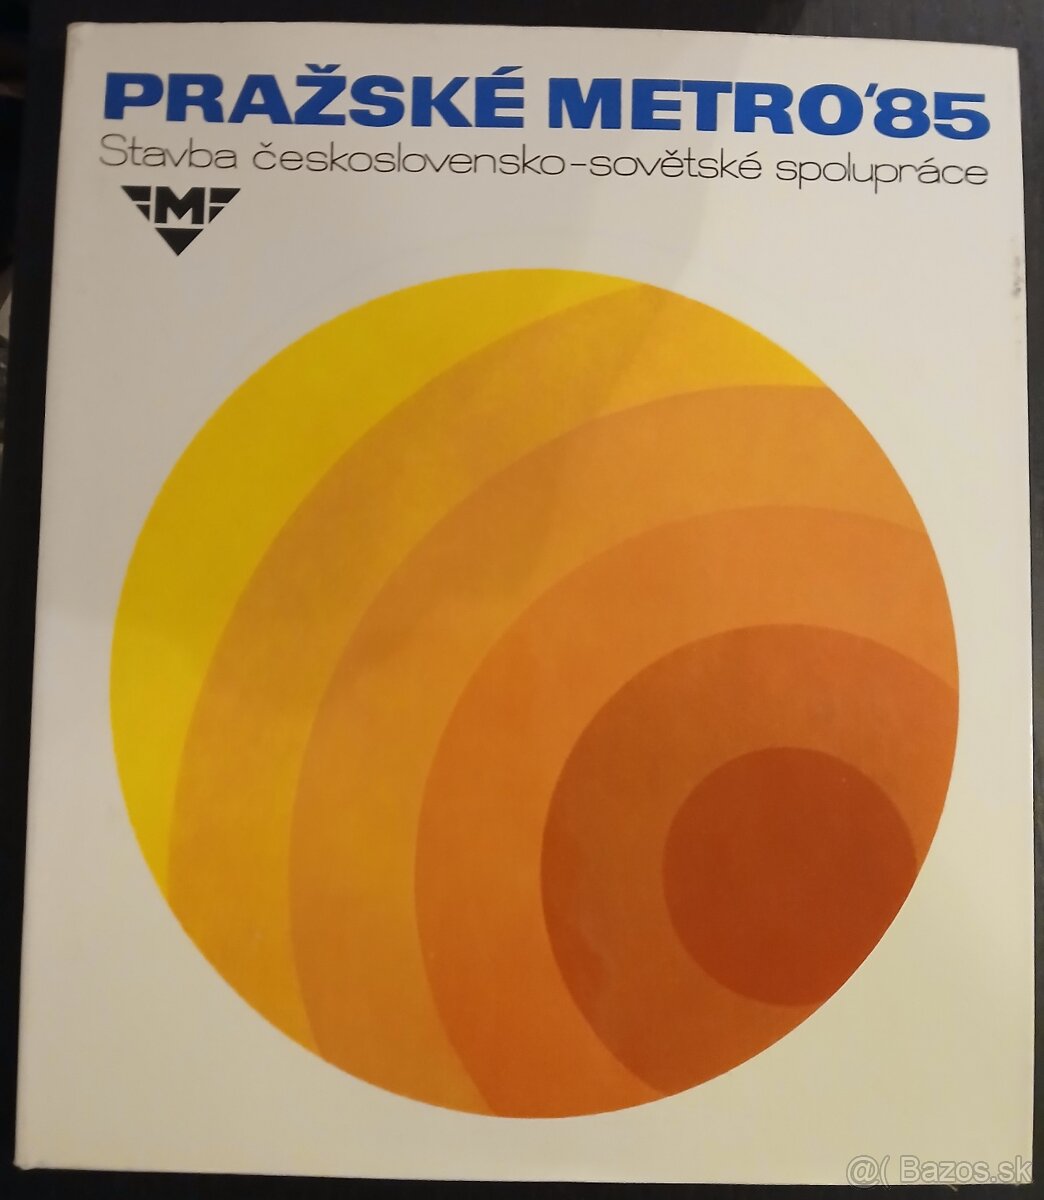 PRAŽSKÉ METRO'85
Stavba československo-sovětské spolupráce
M
@( Bazos.sk